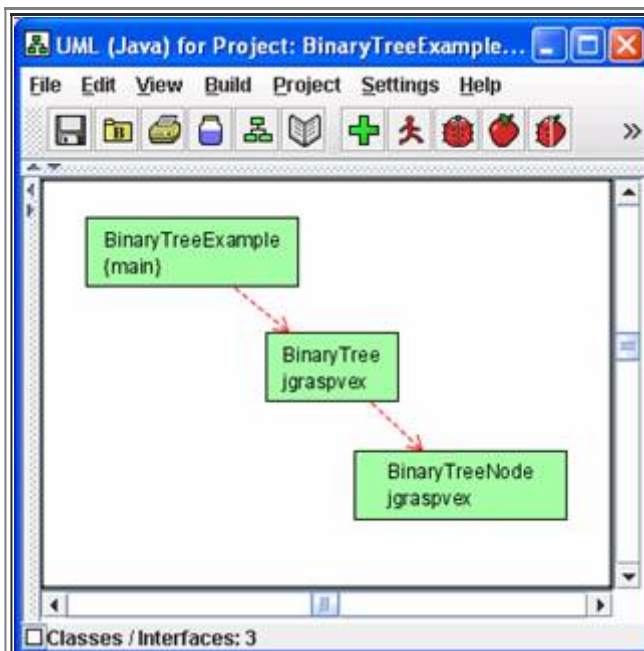 UML (Java) for Project: BinaryTreeExample...
File Edit View Build Project Settings Help
B
»
BinaryTreeExample
{main}
BinaryTree
jgraspvex
BinaryTreeNode
jgraspvex
Classes / Interfaces: 3